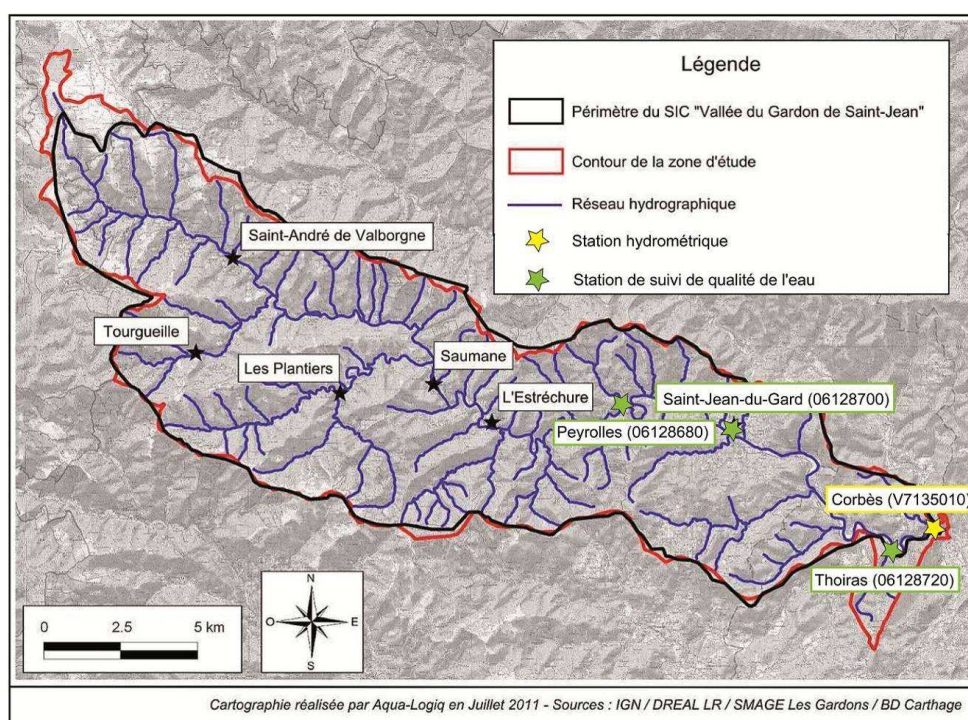 Légende
Périmètre du SIC "Vallée du Gardon de Saint-Jean"
Contour de la zone d'étude
Réseau hydrographique
Station hydrométrique
Station de suivi de qualité de l'eau
Saint-André de Valborgne
Tourgueille
Les Plantiers
Saumane
L'Estréchure
Saint-Jean-du-Gard (06128700)
Peyrolles (06128680)
Corbès (V7135010)
Thoiras (06128720)
0 2.5 5 km
N
O E
S
Cartographie réalisée par Aqua-Logiq en Juillet 2011 - Sources : IGN / DREAL LR / SMAGE Les Gardons / BD Carthage